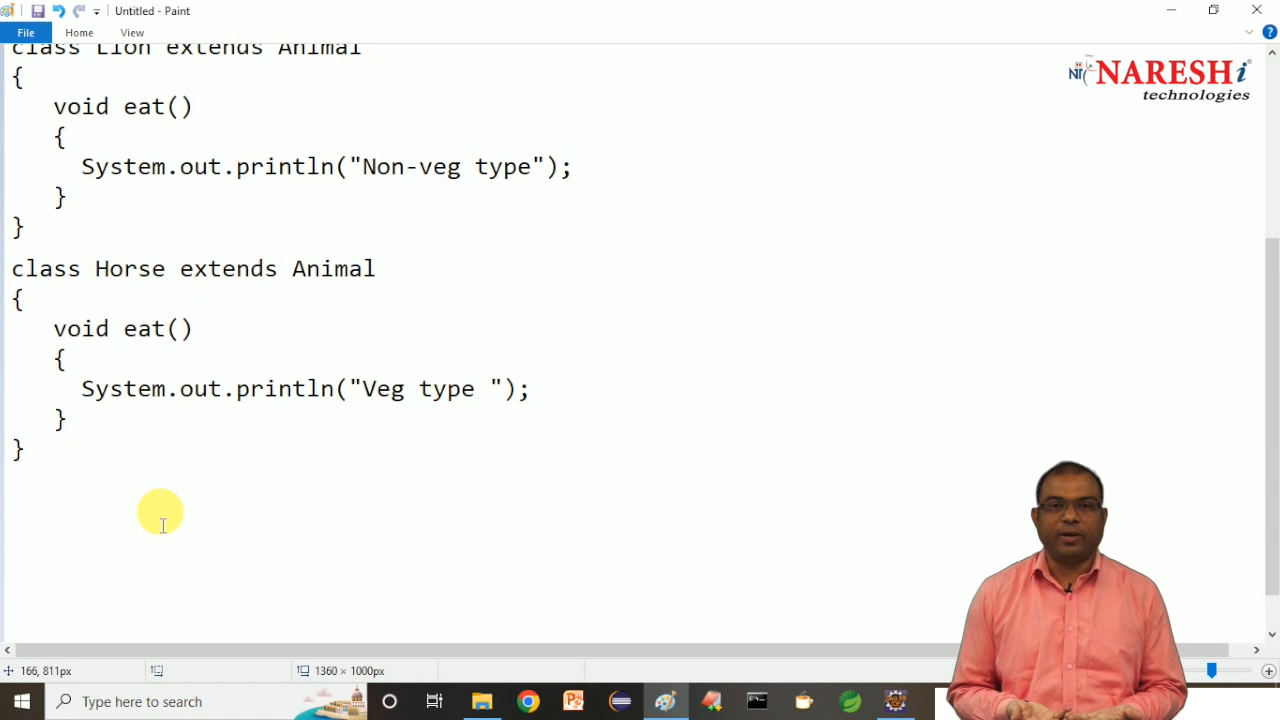 Untitled - Paint
File Home View
class Lion extends Animal
{
void eat()
{
System.out.println("Non-veg type");
}
}
class Horse extends Animal
{
void eat()
{
System.out.println("Veg type ");
}
}
NARESHi
technologies
166, 811px
1360 × 1000px
Type here to search